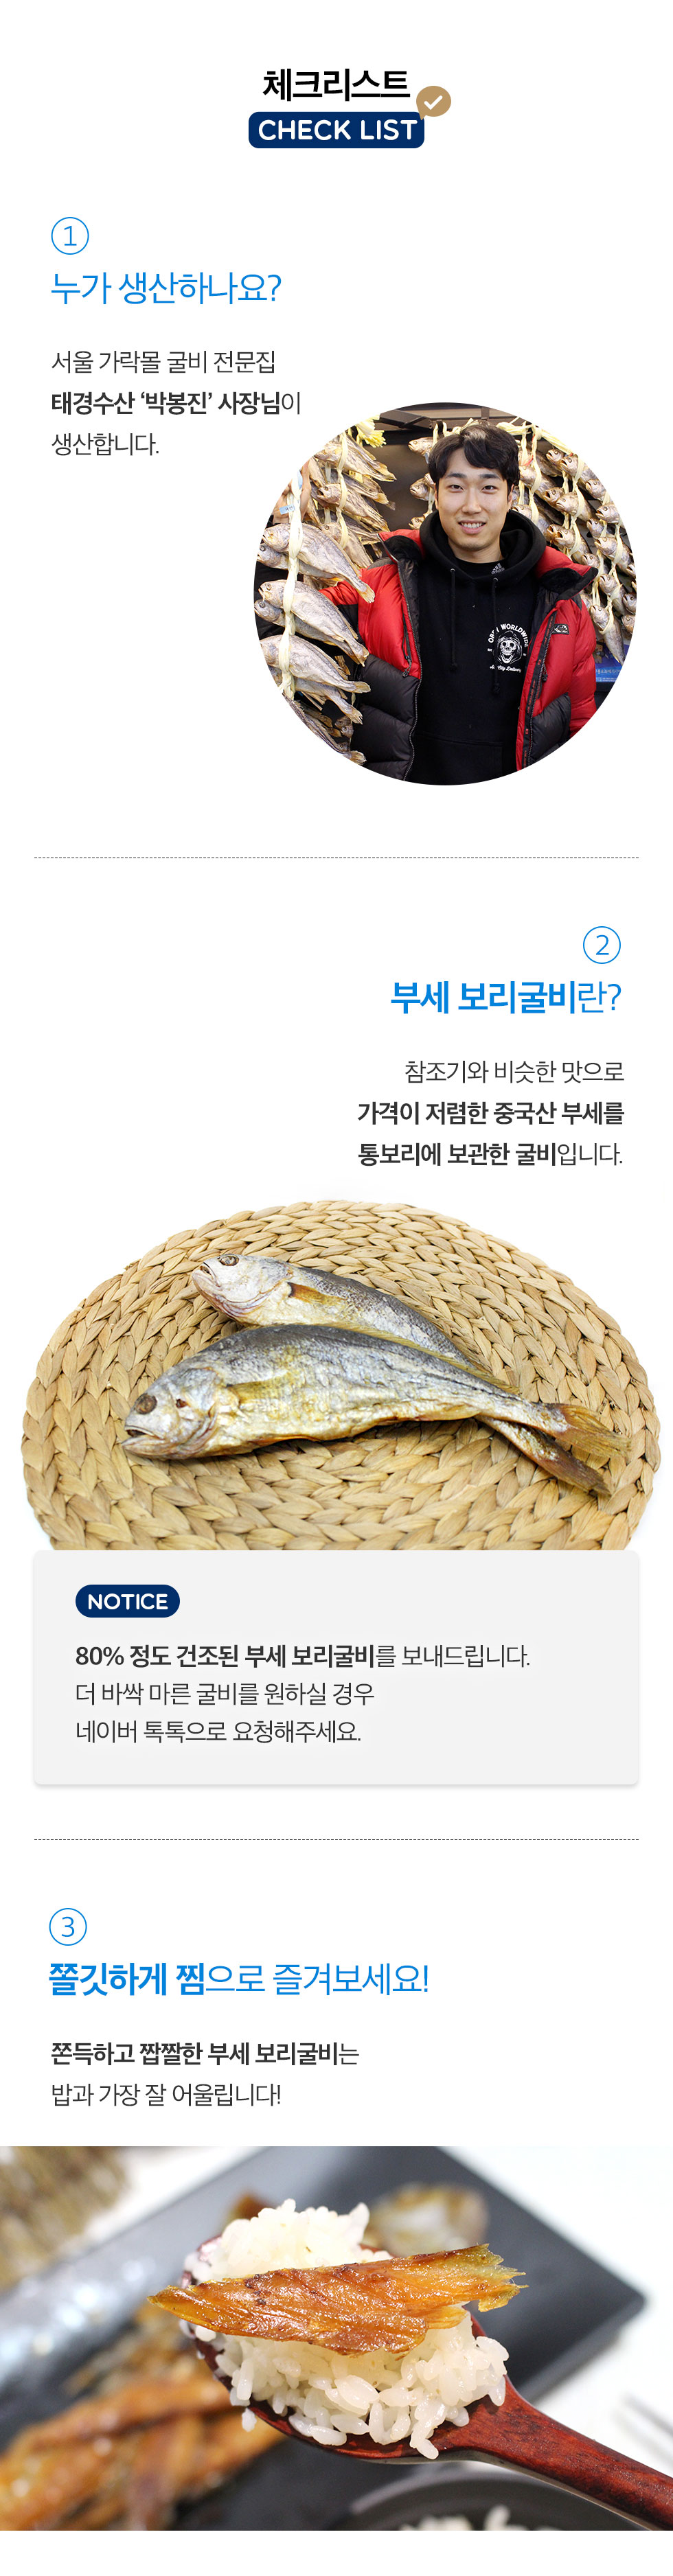 체크리스트
CHECK LIST
1
누가 생산하나요?
서울 가락몰 굴비 전문집
태경수산 ‘박봉진’ 사장님이
생산합니다.
WORLDWIDE
2
부세 보리굴비란?
참조기와 비슷한 맛으로
가격이 저렴한 중국산 부세를
통보리에 보관한 굴비입니다.
NOTICE
80% 정도 건조된 부세 보리굴비를 보내드립니다.
더 바싹 마른 굴비를 원하실 경우
네이버 톡톡으로 요청해주세요.
3
쫄깃하게 찜으로 즐겨보세요!
쫀득하고 짭짤한 부세 보리굴비는
밥과 가장 잘 어울립니다!